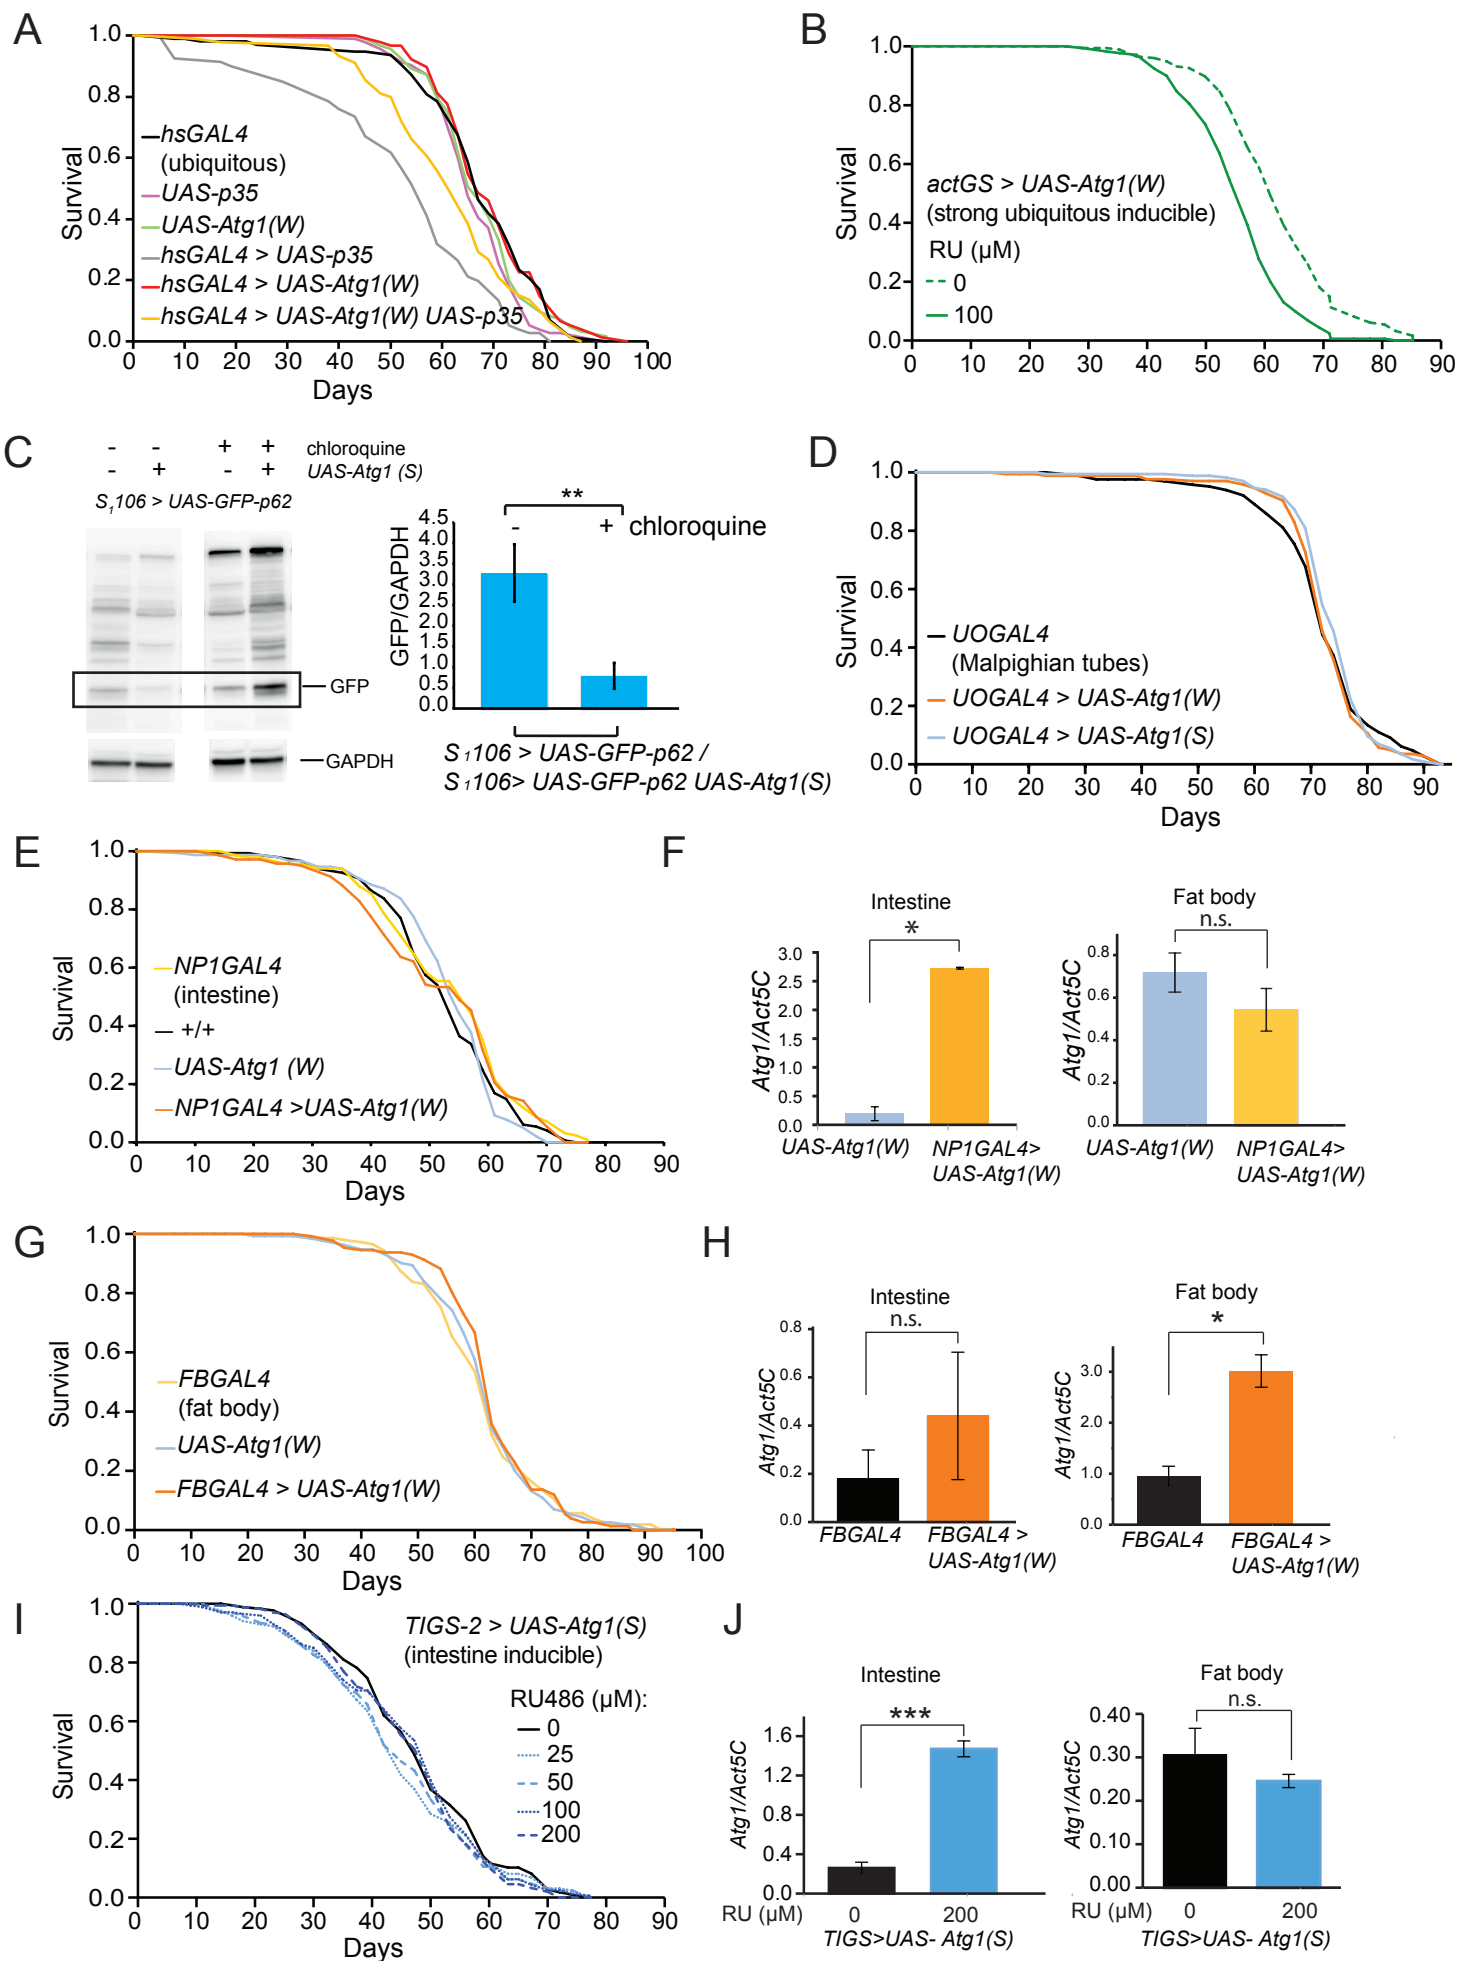 A
1.0
0.8
0.6
0.4
0.2
0.0
Survival
0 10 20 30 40 50 60 70 80 90 100
Days
hsGAL4
(ubiquitous)
UAS-p35
UAS-Atg1(W)
hsGAL4 > UAS-p35
hsGAL4 > UAS-Atg1(W)
hsGAL4 > UAS-Atg1(W) UAS-p35
B
1.0
0.8
0.6
0.4
0.2
0.0
Survival
actGS > UAS-Atg1(W)
(strong ubiquitous inducible)
RU (µM)
0
100
0 10 20 30 40 50 60 70 80 90
C
- - + + chloroquine
- + - + UAS-Atg1 (S)
S1106 > UAS-GFP-p62
GFP
GAPDH
**
- + chloroquine
4.5
4.0
3.5
3.0
2.5
2.0
1.5
1.0
0.5
0.0
GFP/GAPDH
S1106 > UAS-GFP-p62 /
S1106> UAS-GFP-p62 UAS-Atg1(S)
D
1.0
0.8
0.6
0.4
0.2
0.0
Survival
UOGAL4
(Malpighian tubes)
UOGAL4 > UAS-Atg1(W)
UOGAL4 > UAS-Atg1(S)
0 10 20 30 40 50 60 70 80 90
Days
E
1.0
0.8
0.6
0.4
0.2
0.0
Survival
NP1GAL4
(intestine)
+/+
UAS-Atg1 (W)
NP1GAL4 >UAS-Atg1(W)
0 10 20 30 40 50 60 70 80 90
Days
F
Intestine
*
3.0
2.5
2.0
1.5
1.0
0.5
0.0
Atg1/Act5C
UAS-Atg1(W) NP1GAL4>
UAS-Atg1(W)
Fat body
n.s.
0.8
0.6
0.4
0.2
0.0
Atg1/Act5C
UAS-Atg1(W) NP1GAL4>
UAS-Atg1(W)
G
1.0
0.8
0.6
0.4
0.2
0.0
Survival
FBGAL4
(fat body)
UAS-Atg1(W)
FBGAL4 > UAS-Atg1(W)
0 10 20 30 40 50 60 70 80 90 100
Days
H
Intestine
n.s.
0.8
0.6
0.4
0.2
0.0
Atg1/Act5C
FBGAL4 FBGAL4 >
UAS-Atg1(W)
Fat body
*
3.0
2.0
1.0
0.0
Atg1/Act5C
FBGAL4 FBGAL4 >
UAS-Atg1(W)
I
1.0
0.8
0.6
0.4
0.2
0.0
Survival
TIGS-2 > UAS-Atg1(S)
(intestine inducible)
RU486 (µM):
0
25
50
100
200
0 10 20 30 40 50 60 70 80 90
Days
J
Intestine
***
1.6
1.2
0.8
0.4
0.0
Atg1/Act5C
RU (µM) 0 200
TIGS>UAS- Atg1(S)
Fat body
n.s.
0.40
0.30
0.20
0.10
0.00
Atg1/Act5C
RU (µM) 0 200
TIGS>UAS- Atg1(S)